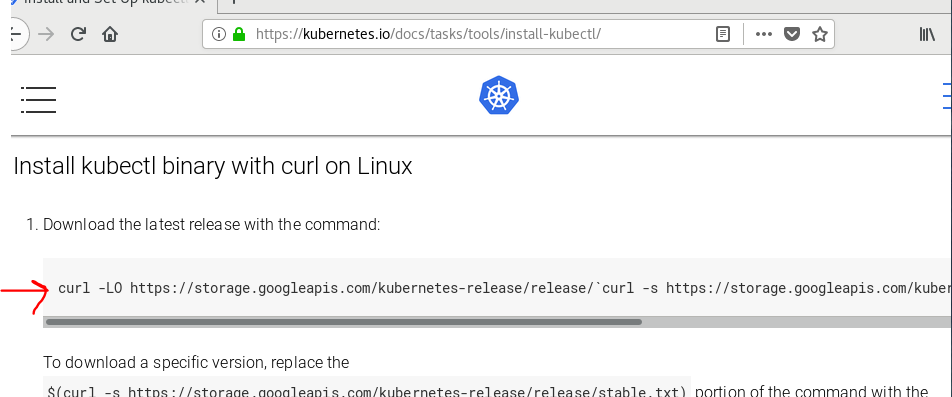 Install and Set Up kubectl
https://kubernetes.io/docs/tasks/tools/install-kubectl/
Install kubectl binary with curl on Linux
1. Download the latest release with the command:
curl -LO https://storage.googleapis.com/kubernetes-release/release/`curl -s https://storage.googleapis.com/kuber
To download a specific version, replace the
$(curl -s https://storage.googleapis.com/kubernetes-release/release/stable.txt) portion of the command with the